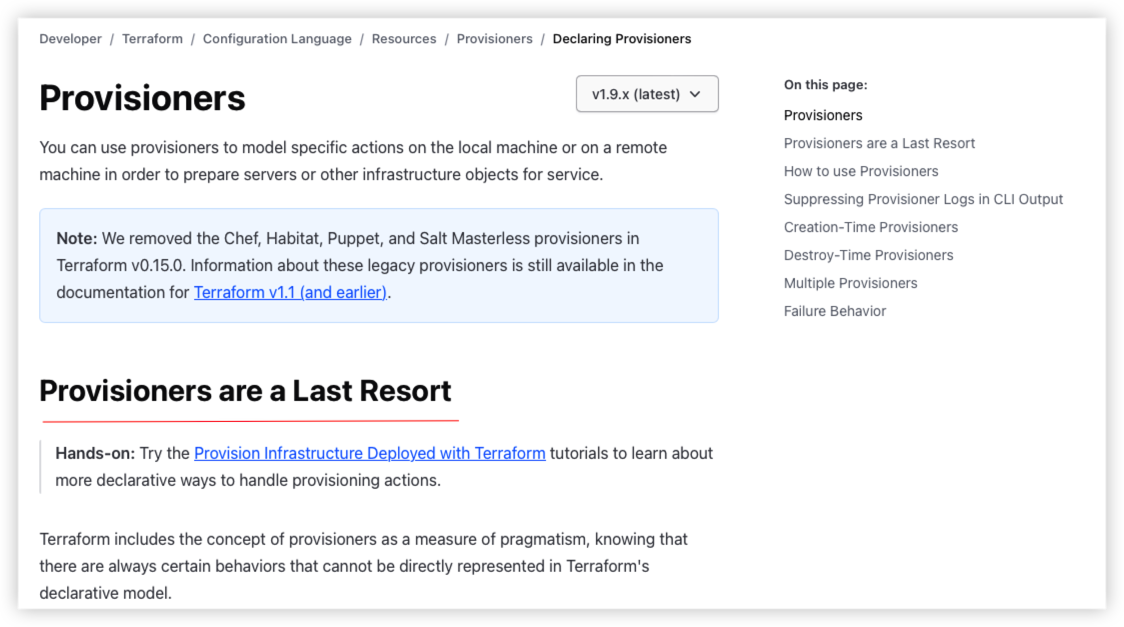 Developer / Terraform / Configuration Language / Resources / Provisioners / Declaring Provisioners
Provisioners
v1.9.x (latest)
You can use provisioners to model specific actions on the local machine or on a remote
machine in order to prepare servers or other infrastructure objects for service.
Note: We removed the Chef, Habitat, Puppet, and Salt Masterless provisioners in
Terraform v0.15.0. Information about these legacy provisioners is still available in the
documentation for Terraform v1.1 (and earlier).
Provisioners are a Last Resort
Hands-on: Try the Provision Infrastructure Deployed with Terraform tutorials to learn about
more declarative ways to handle provisioning actions.
Terraform includes the concept of provisioners as a measure of pragmatism, knowing that
there are always certain behaviors that cannot be directly represented in Terraform's
declarative model.
On this page:
Provisioners
Provisioners are a Last Resort
How to use Provisioners
Suppressing Provisioner Logs in CLI Output
Creation-Time Provisioners
Destroy-Time Provisioners
Multiple Provisioners
Failure Behavior